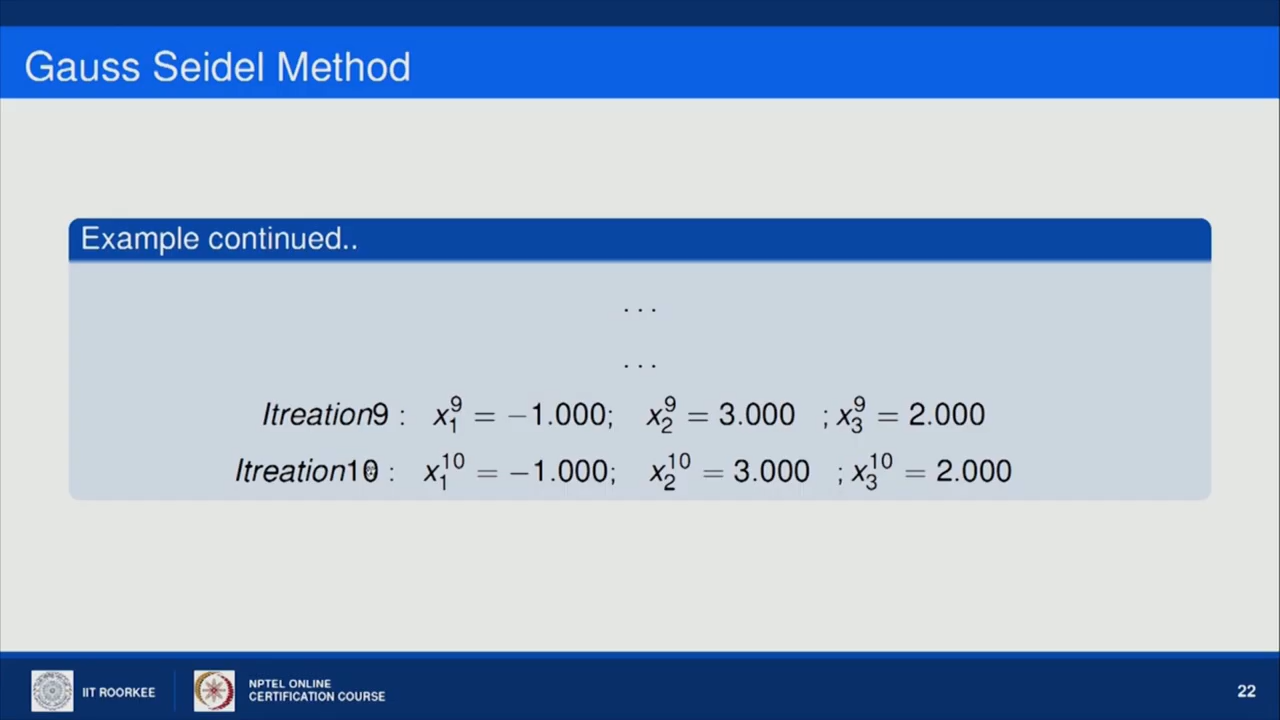 Gauss Seidel Method
Example continued..
. . .
. . .
Itreation9 : x₁⁹ = −1.000; x₂⁹ = 3.000 ; x₃⁹ = 2.000
Itreation10 : x₁¹⁰ = −1.000; x₂¹⁰ = 3.000 ; x₃¹⁰ = 2.000
IIT ROORKEE
NPTEL ONLINE
CERTIFICATION COURSE
22